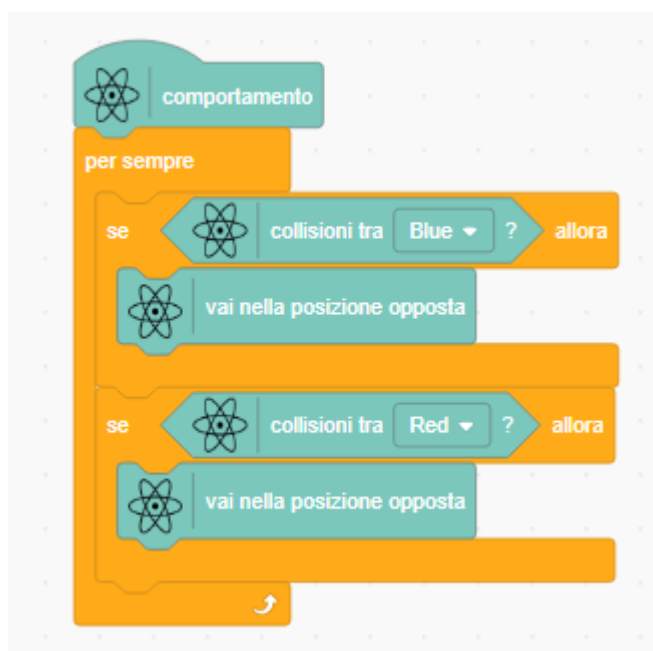 comportamento
per sempre
se collisioni tra Blue ? allora
vai nella posizione opposta
se collisioni tra Red ? allora
vai nella posizione opposta